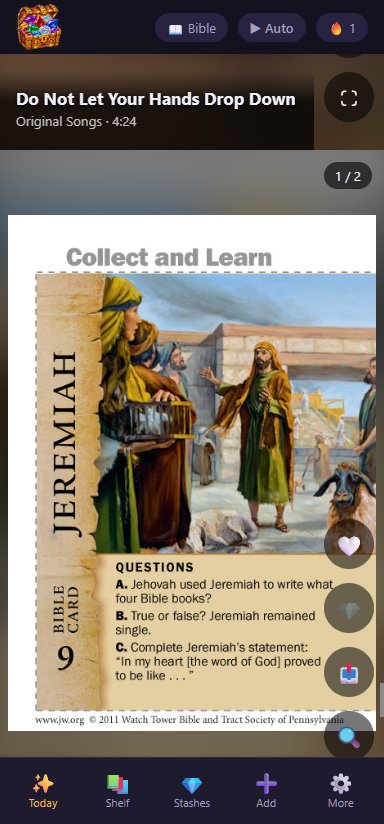 Bible
Auto
1
Do Not Let Your Hands Drop Down
Original Songs · 4:24
1 / 2
Collect and Learn
JEREMIAH
BIBLE
CARD
9
QUESTIONS
A. Jehovah used Jeremiah to write what
four Bible books?
B. True or false? Jeremiah remained
single.
C. Complete Jeremiah's statement:
“In my heart [the word of God] proved
to be like . . . ”
www.jw.org © 2011 Watch Tower Bible and Tract Society of Pennsylvania
Today
Shelf
Stashes
Add
More